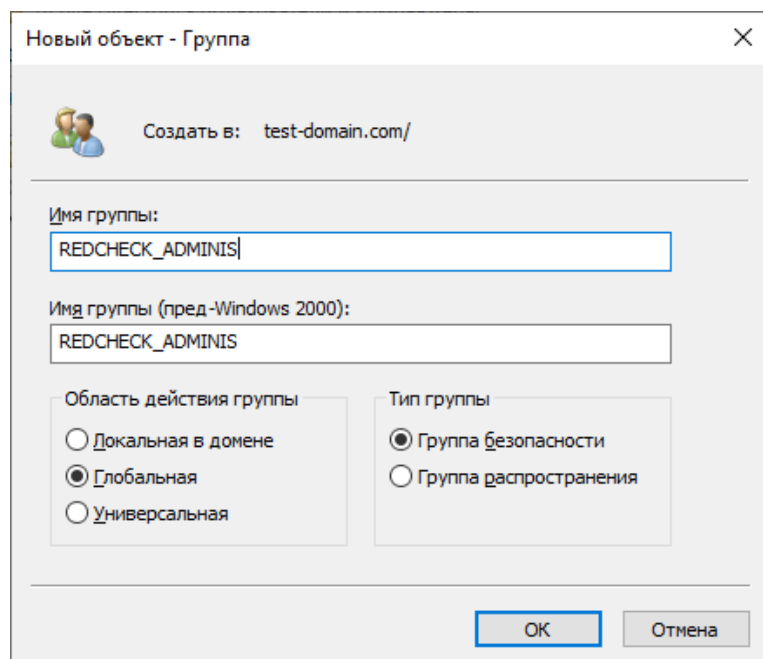 Новый объект - Группа
Создать в: test-domain.com/
Имя группы:
REDCHECK_ADMINIS
Имя группы (пред-Windows 2000):
REDCHECK_ADMINIS
Область действия группы
Тип группы
Локальная в домене
Группа безопасности
Глобальная
Группа распространения
Универсальная
ОК
Отмена